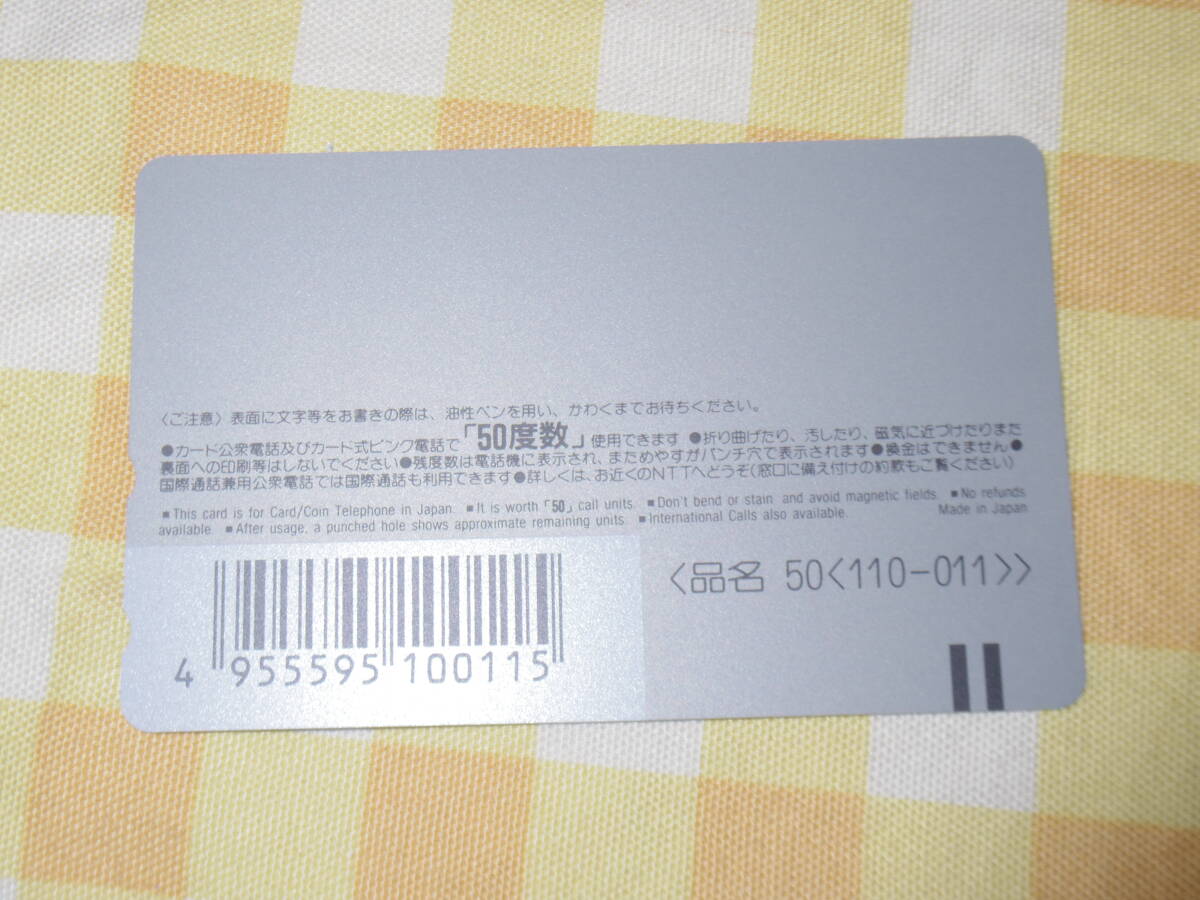 〈ご注意〉表面に文字等をお書きの際は、油性ペンを用い、かわくまでお待ちください。
●カード公衆電話及びカード式ピンク電話で「50度数」使用できます ●折り曲げたり、汚したり、磁気に近づけたりまた
裏面への印刷等はしないでください●残度数は電話機に表示され、まためやすがパンチ穴で表示されます●換金はできません●
国際通話兼用公衆電話では国際通話も利用できます●詳しくは、お近くのNTTへどうぞ(窓口に備え付けの約款もご覧ください)
■This card is for Card/Coin Telephone in Japan. ■It is worth「50」call units. ■Don't bend or stain and avoid magnetic fields. ■No refunds
available. ■After usage, a punched hole shows approximate remaining units. ■International Calls also available. Made in Japan
〈品名 50〈110-011〉〉
4 955595 100115